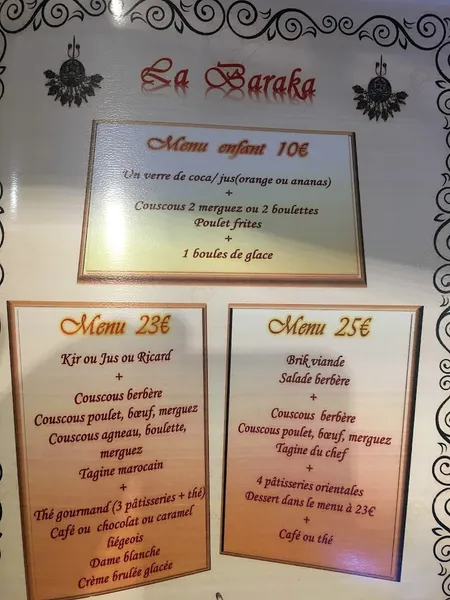 La Baraka
Menu enfant 10€
Un verre de coca/ jus(orange ou ananas)
+
Couscous 2 merguez ou 2 boulettes
Poulet frites
+
1 boules de glace
Menu 23€
Kir ou Jus ou Ricard
+
Couscous berbère
Couscous poulet, bœuf, merguez
Couscous agneau, boulette,
merguez
Tagine marocain
+
Thé gourmand (3 pâtisseries + thé)
Café ou chocolat ou caramel
liégeois
Dame blanche
Crème brulée glacée
Menu 25€
Brik viande
Salade berbère
+
Couscous berbère
Couscous poulet, bœuf, merguez
Tagine du chef
+
4 pâtisseries orientales
Dessert dans le menu à 23€
+
Café ou thé